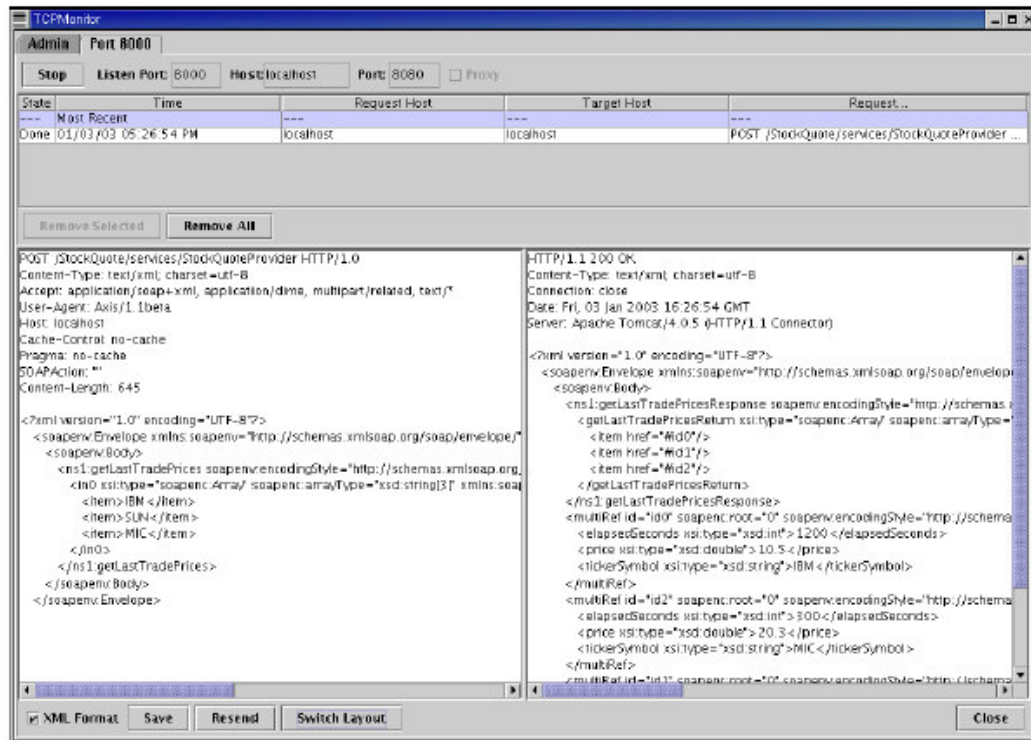 TCPMonitor
Admin Port 8000
Stop Listen Port: 8000 Host: localhost Port: 8080 Proxy
State Time Request Host Target Host Request...
--- Most Recent --- --- ---
Done 01/03/03 05:26:54 PM localhost localhost POST /StockQuote/services/StockQuoteProvider ...
Remove Selected Remove All
POST /StockQuote/services/StockQuoteProvider HTTP/1.0
Content-Type: text/xml; charset=utf-8
Accept: application/soap+xml, application/dime, multipart/related, text/*
User-Agent: Axis/1.1beta
Host: localhost
Cache-Control: no-cache
Pragma: no-cache
SOAPAction: ""
Content-Length: 645
<?xml version="1.0" encoding="UTF-8"?>
<soapenv:Envelope xmlns:soapenv="http://schemas.xmlsoap.org/soap/envelope/"
<soapenv:Body>
<ns1:getLastTradePrices soapenv:encodingStyle="http://schemas.xmlsoap.org
<in0 xsi:type="soapenc:Array" soapenc:arrayType="xsd:string[3]" xmlns:soap
<item>IBM</item>
<item>SUN</item>
<item>MIC</item>
</in0>
</ns1:getLastTradePrices>
</soapenv:Body>
</soapenv:Envelope>
HTTP/1.1 200 OK
Content-Type: text/xml; charset=utf-8
Connection: close
Date: Fri, 03 Jan 2003 16:26:54 GMT
Server: Apache Tomcat/4.0.5 (HTTP/1.1 Connector)
<?xml version="1.0" encoding="UTF-8"?>
<soapenv:Envelope xmlns:soapenv="http://schemas.xmlsoap.org/soap/envelop
<soapenv:Body>
<ns1:getLastTradePricesResponse soapenv:encodingStyle="http://schemas.
<getLastTradePricesReturn xsi:type="soapenc:Array" soapenc:arrayType="
<item href="#id0"/>
<item href="#id1"/>
<item href="#id2"/>
</getLastTradePricesReturn>
</ns1:getLastTradePricesResponse>
<multiRef id="id0" soapenc:root="0" soapenv:encodingStyle="http://schema
<elapsedSeconds xsi:type="xsd:int">1200</elapsedSeconds>
<price xsi:type="xsd:double">10.5</price>
<tickerSymbol xsi:type="xsd:string">IBM</tickerSymbol>
</multiRef>
<multiRef id="id2" soapenc:root="0" soapenv:encodingStyle="http://schema
<elapsedSeconds xsi:type="xsd:int">300</elapsedSeconds>
<price xsi:type="xsd:double">20.3</price>
<tickerSymbol xsi:type="xsd:string">MIC</tickerSymbol>
</multiRef>
<multiRef id="id1" soapenc:root="0" soapenv:encodingStyle="http://schema
XML Format Save Resend Switch Layout Close